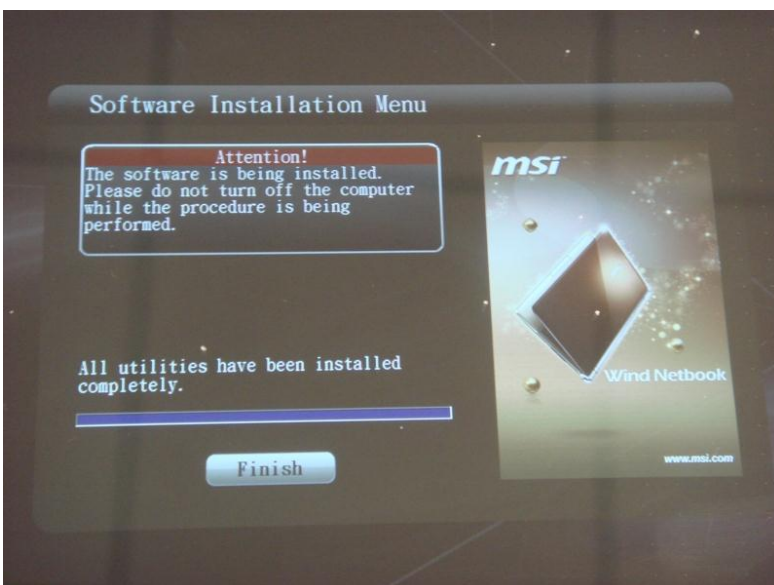 Software Installation Menu
Attention!
The software is being installed.
Please do not turn off the computer
while the procedure is being
performed.
All utilities have been installed
completely.
Finish
msi
Wind Netbook
www.msi.com